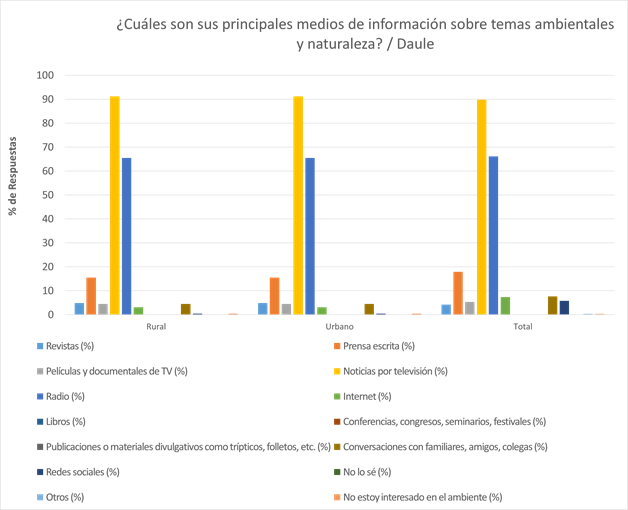 ¿Cuáles son sus principales medios de información sobre temas ambientales
y naturaleza? / Daule
% de Respuestas
100
90
80
70
60
50
40
30
20
10
0
Rural Urbano Total
Revistas (%) Prensa escrita (%)
Películas y documentales de TV (%) Noticias por televisión (%)
Radio (%) Internet (%)
Libros (%) Conferencias, congresos, seminarios, festivales (%)
Publicaciones o materiales divulgativos como trípticos, folletos, etc. (%) Conversaciones con familiares, amigos, colegas (%)
Redes sociales (%) No lo sé (%)
Otros (%) No estoy interesado en el ambiente (%)